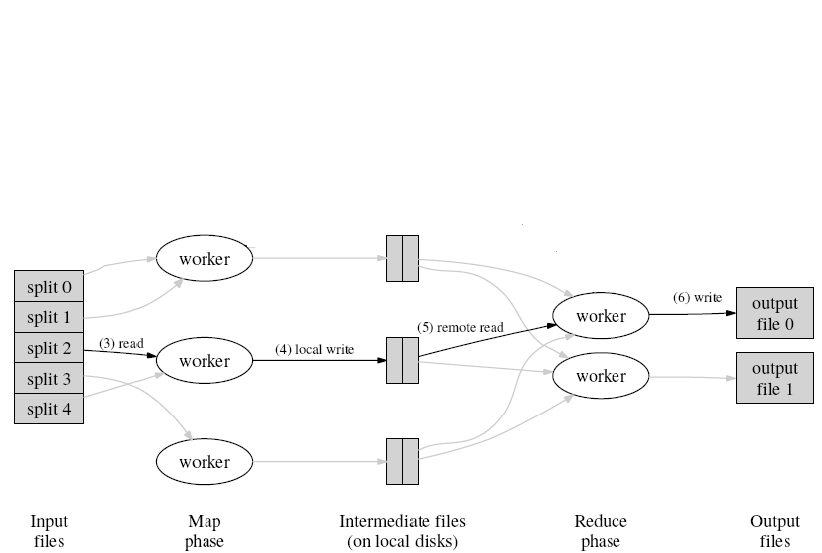 split 0
split 1
split 2
split 3
split 4
(3) read
worker
worker
worker
(4) local write
(5) remote read
worker
worker
(6) write
output
file 0
output
file 1
Input
files
Map
phase
Intermediate files
(on local disks)
Reduce
phase
Output
files